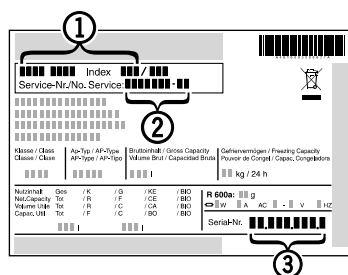 1
Index /
Service-Nr./No. Service: -
2
Klasse / Class
Classe / Clase
Ap-Typ / AP-Type
AP-Type / AP-Tipo
Bruttoinhalt / Gross Capacity
Volume Brut / Capacidad Bruta
Gefriervermögen / Freezing Capacity
Pouvoir de Congel / Capac, Congeladora
l
kg / 24 h
Nutzinhalt Ges / K / G / KE / BIO
Net.Capacity Tot / R / F / CE / BIO
Volume Utile Tot / R / C / CA / BIO
Capac, Util Tot / F / C / BO / BIO
l l
R 600a: g
W A AC - V HZ
Serial-Nr.
3